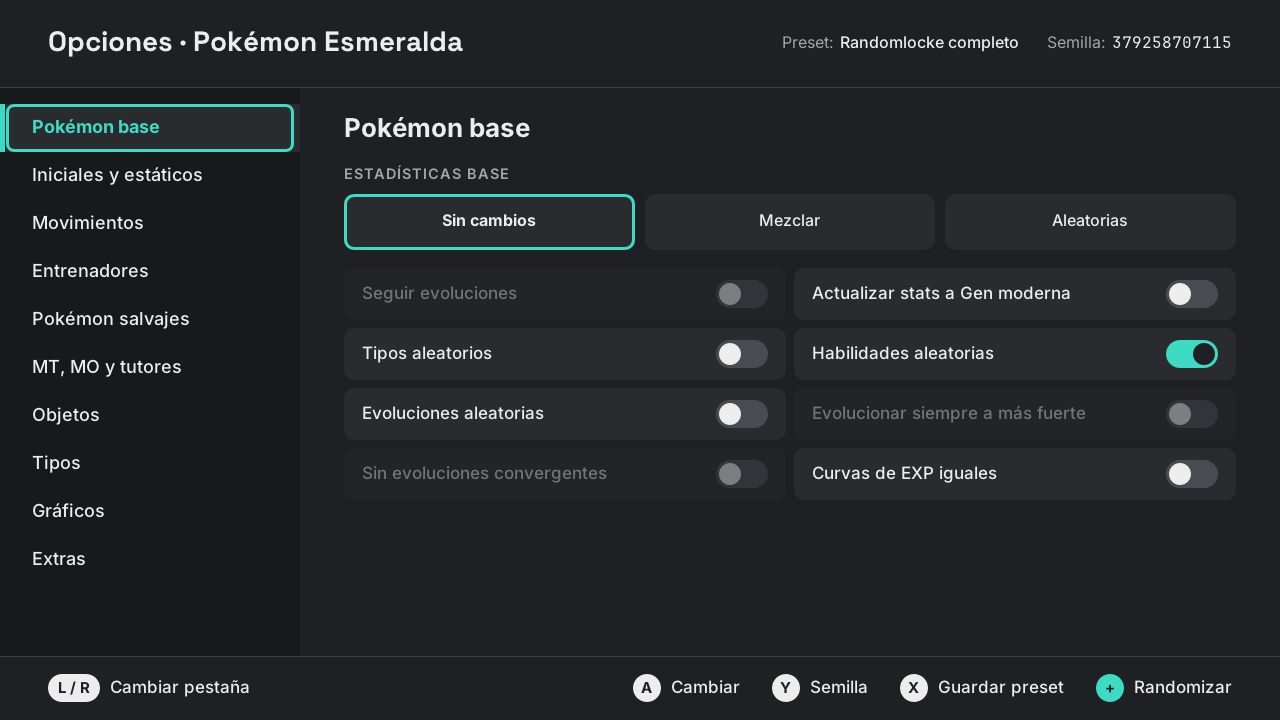 Opciones · Pokémon Esmeralda
Preset: Randomlocke completo
Semilla: 379258707115
Pokémon base
Iniciales y estáticos
Movimientos
Entrenadores
Pokémon salvajes
MT, MO y tutores
Objetos
Tipos
Gráficos
Extras
Pokémon base
ESTADÍSTICAS BASE
Sin cambios
Mezclar
Aleatorias
Seguir evoluciones
Actualizar stats a Gen moderna
Tipos aleatorios
Habilidades aleatorias
Evoluciones aleatorias
Evolucionar siempre a más fuerte
Sin evoluciones convergentes
Curvas de EXP iguales
L / R Cambiar pestaña
A Cambiar
Y Semilla
X Guardar preset
+ Randomizar